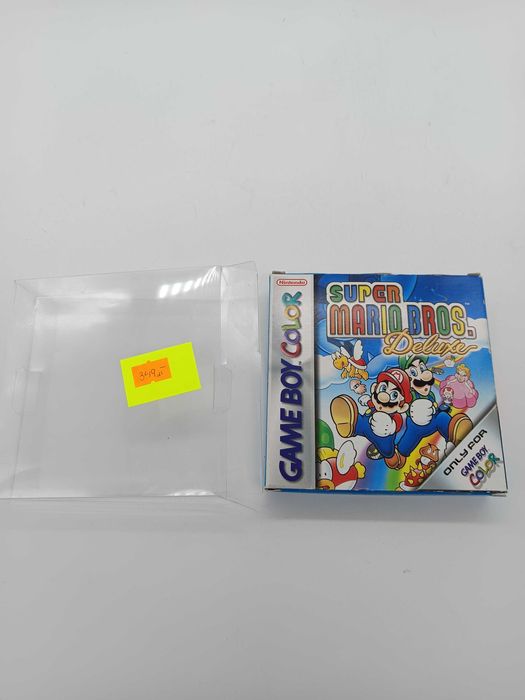 Nintendo
GAME BOY COLOR
SUPER
MARIO BROS.
Deluxe
ONLY FOR
GAME BOY
COLOR